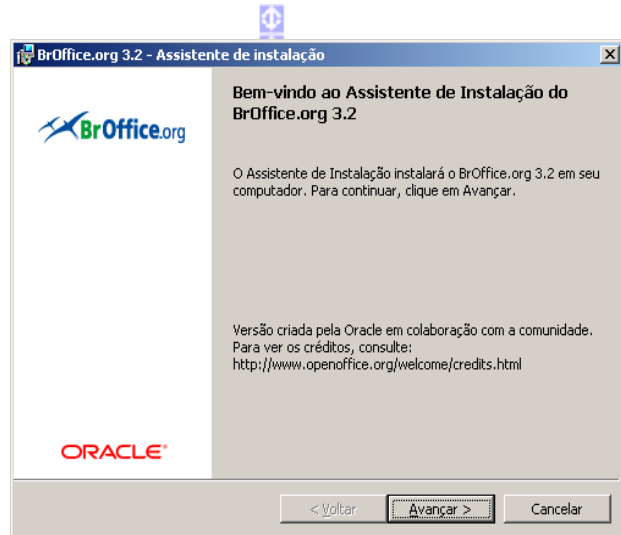 BrOffice.org 3.2 - Assistente de instalação
Bem-vindo ao Assistente de Instalação do
BrOffice.org 3.2
BrOffice.org
O Assistente de Instalação instalará o BrOffice.org 3.2 em seu
computador. Para continuar, clique em Avançar.
Versão criada pela Oracle em colaboração com a comunidade.
Para ver os créditos, consulte:
http://www.openoffice.org/welcome/credits.html
ORACLE®
< Voltar
Avançar >
Cancelar